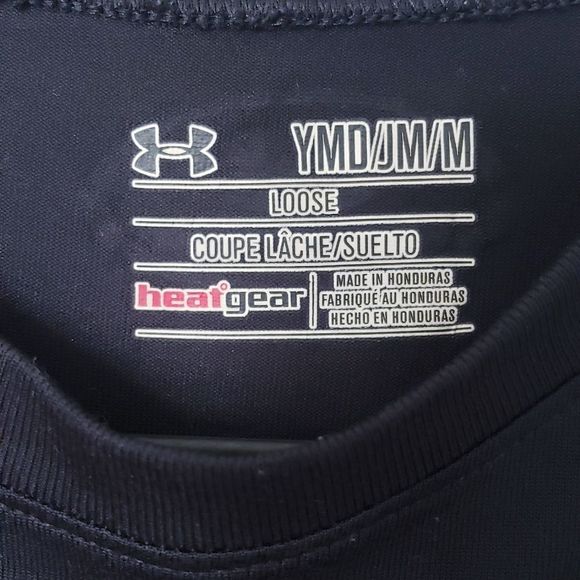 YMD/JM/M
LOOSE
COUPE LÂCHE/SUELTO
heatgear
MADE IN HONDURAS
FABRIQUÉ AU HONDURAS
HECHO EN HONDURAS